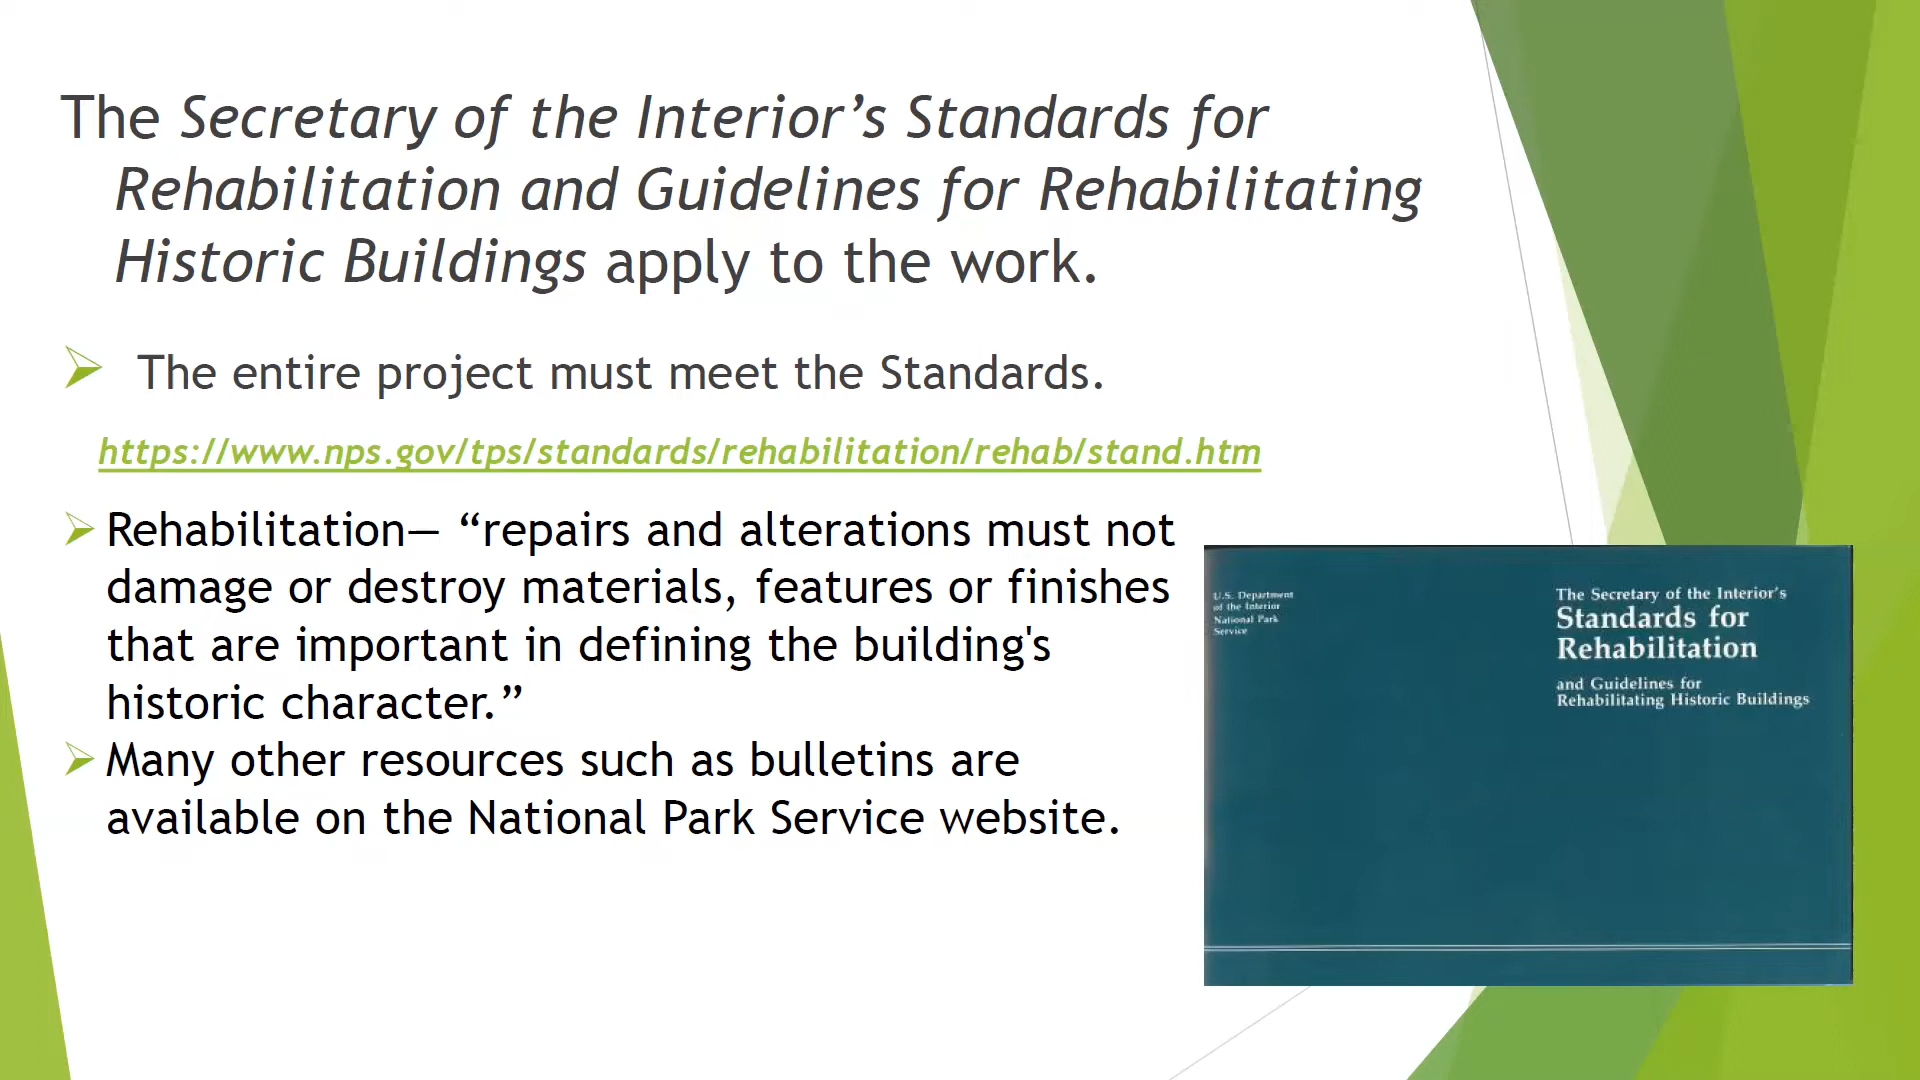 The Secretary of the Interior’s Standards for
Rehabilitation and Guidelines for Rehabilitating
Historic Buildings apply to the work.
The entire project must meet the Standards.
https://www.nps.gov/tps/standards/rehabilitation/rehab/stand.htm
Rehabilitation— “repairs and alterations must not
damage or destroy materials, features or finishes
that are important in defining the building's
historic character.”
Many other resources such as bulletins are
available on the National Park Service website.
U.S. Department
of the Interior
National Park
Service
The Secretary of the Interior’s
Standards for
Rehabilitation
and Guidelines for
Rehabilitating Historic Buildings